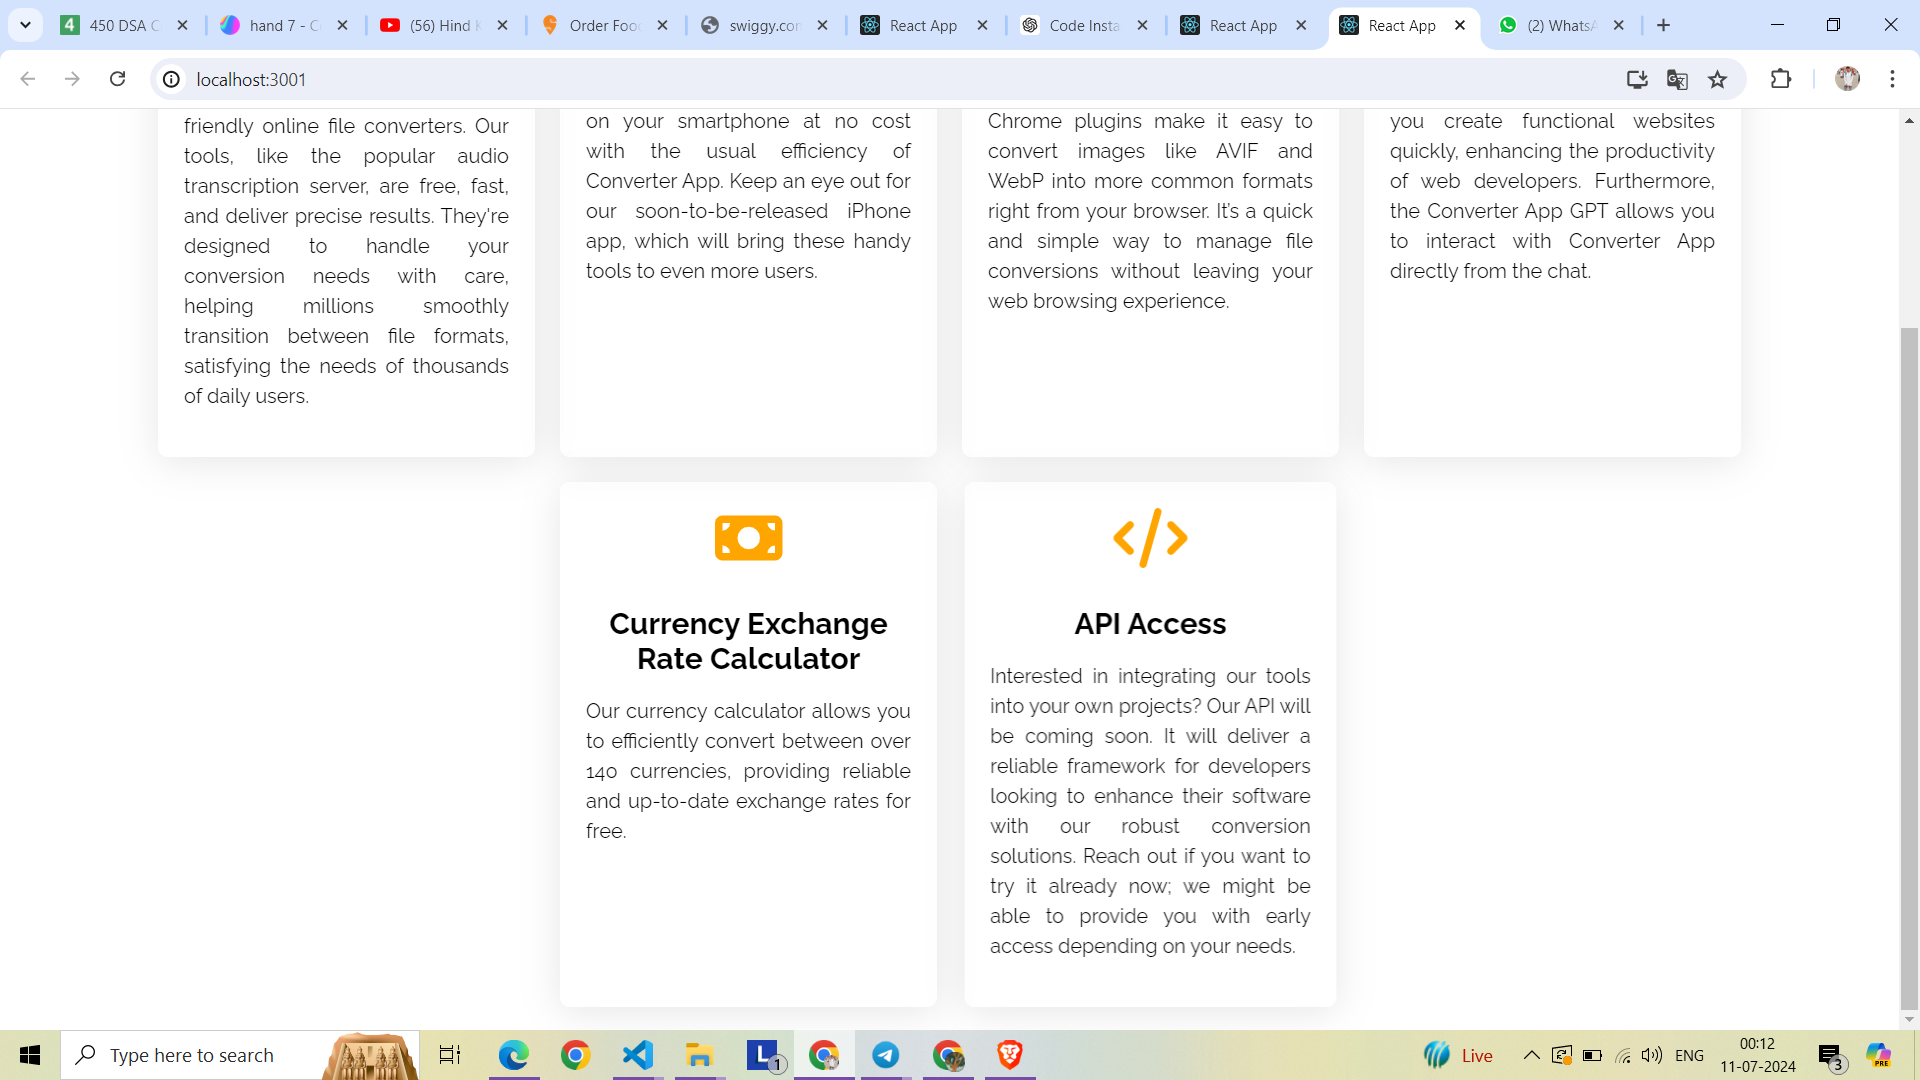 450 DSA C
hand 7 - C
(56) Hind K
Order Food
swiggy.com
React App
Code Insta
React App
React App
(2) WhatsA
localhost:3001
friendly online file converters. Our
tools, like the popular audio
transcription server, are free, fast,
and deliver precise results. They're
designed to handle your
conversion needs with care,
helping millions smoothly
transition between file formats,
satisfying the needs of thousands
of daily users.
on your smartphone at no cost
with the usual efficiency of
Converter App. Keep an eye out for
our soon-to-be-released iPhone
app, which will bring these handy
tools to even more users.
Chrome plugins make it easy to
convert images like AVIF and
WebP into more common formats
right from your browser. It's a quick
and simple way to manage file
conversions without leaving your
web browsing experience.
you create functional websites
quickly, enhancing the productivity
of web developers. Furthermore,
the Converter App GPT allows you
to interact with Converter App
directly from the chat.
Currency Exchange
Rate Calculator
Our currency calculator allows you
to efficiently convert between over
140 currencies, providing reliable
and up-to-date exchange rates for
free.
API Access
Interested in integrating our tools
into your own projects? Our API will
be coming soon. It will deliver a
reliable framework for developers
looking to enhance their software
with our robust conversion
solutions. Reach out if you want to
try it already now; we might be
able to provide you with early
access depending on your needs.
Type here to search
L
1
Live
ENG
00:12
11-07-2024
3
PRE